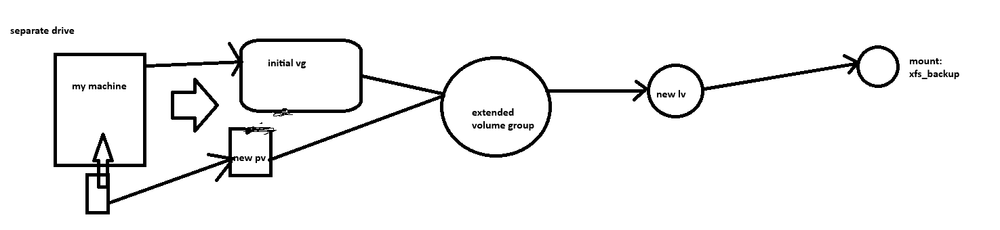 separate drive
my machine
initial vg
new pv
extended
volume group
new lv
mount:
xfs_backup